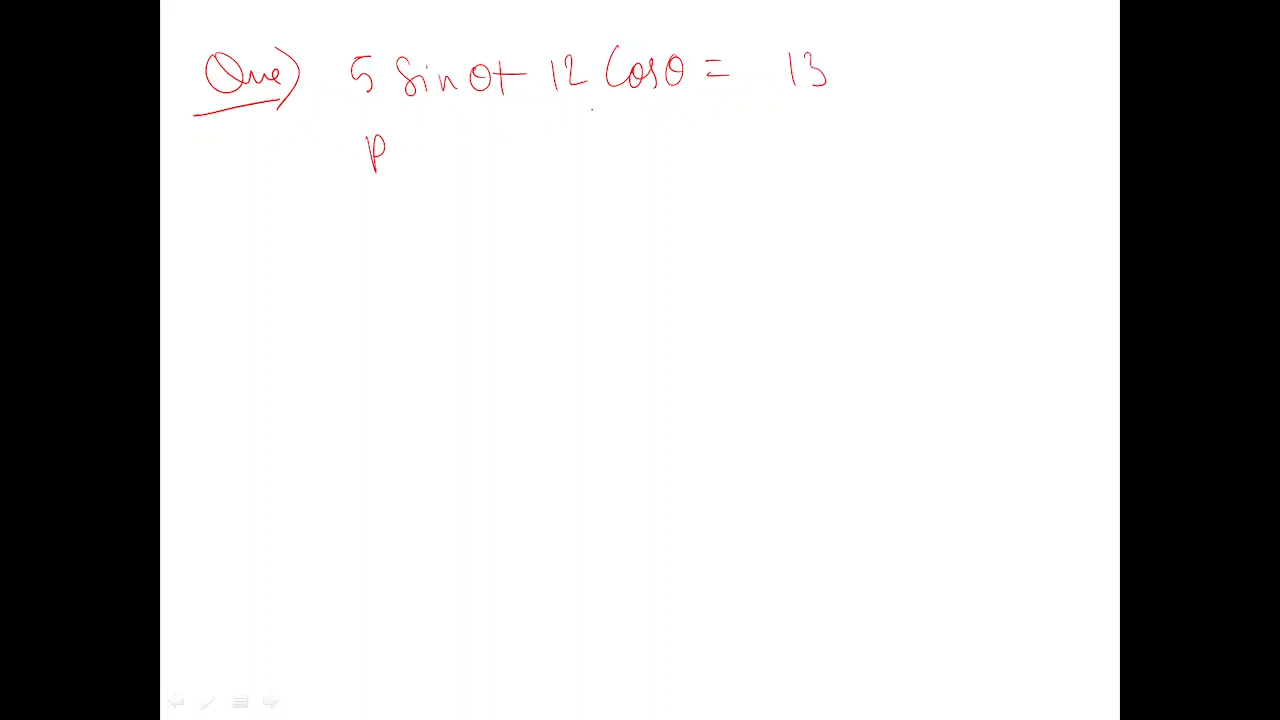 Que) 5 Sinθ + 12 Cosθ = 13
P